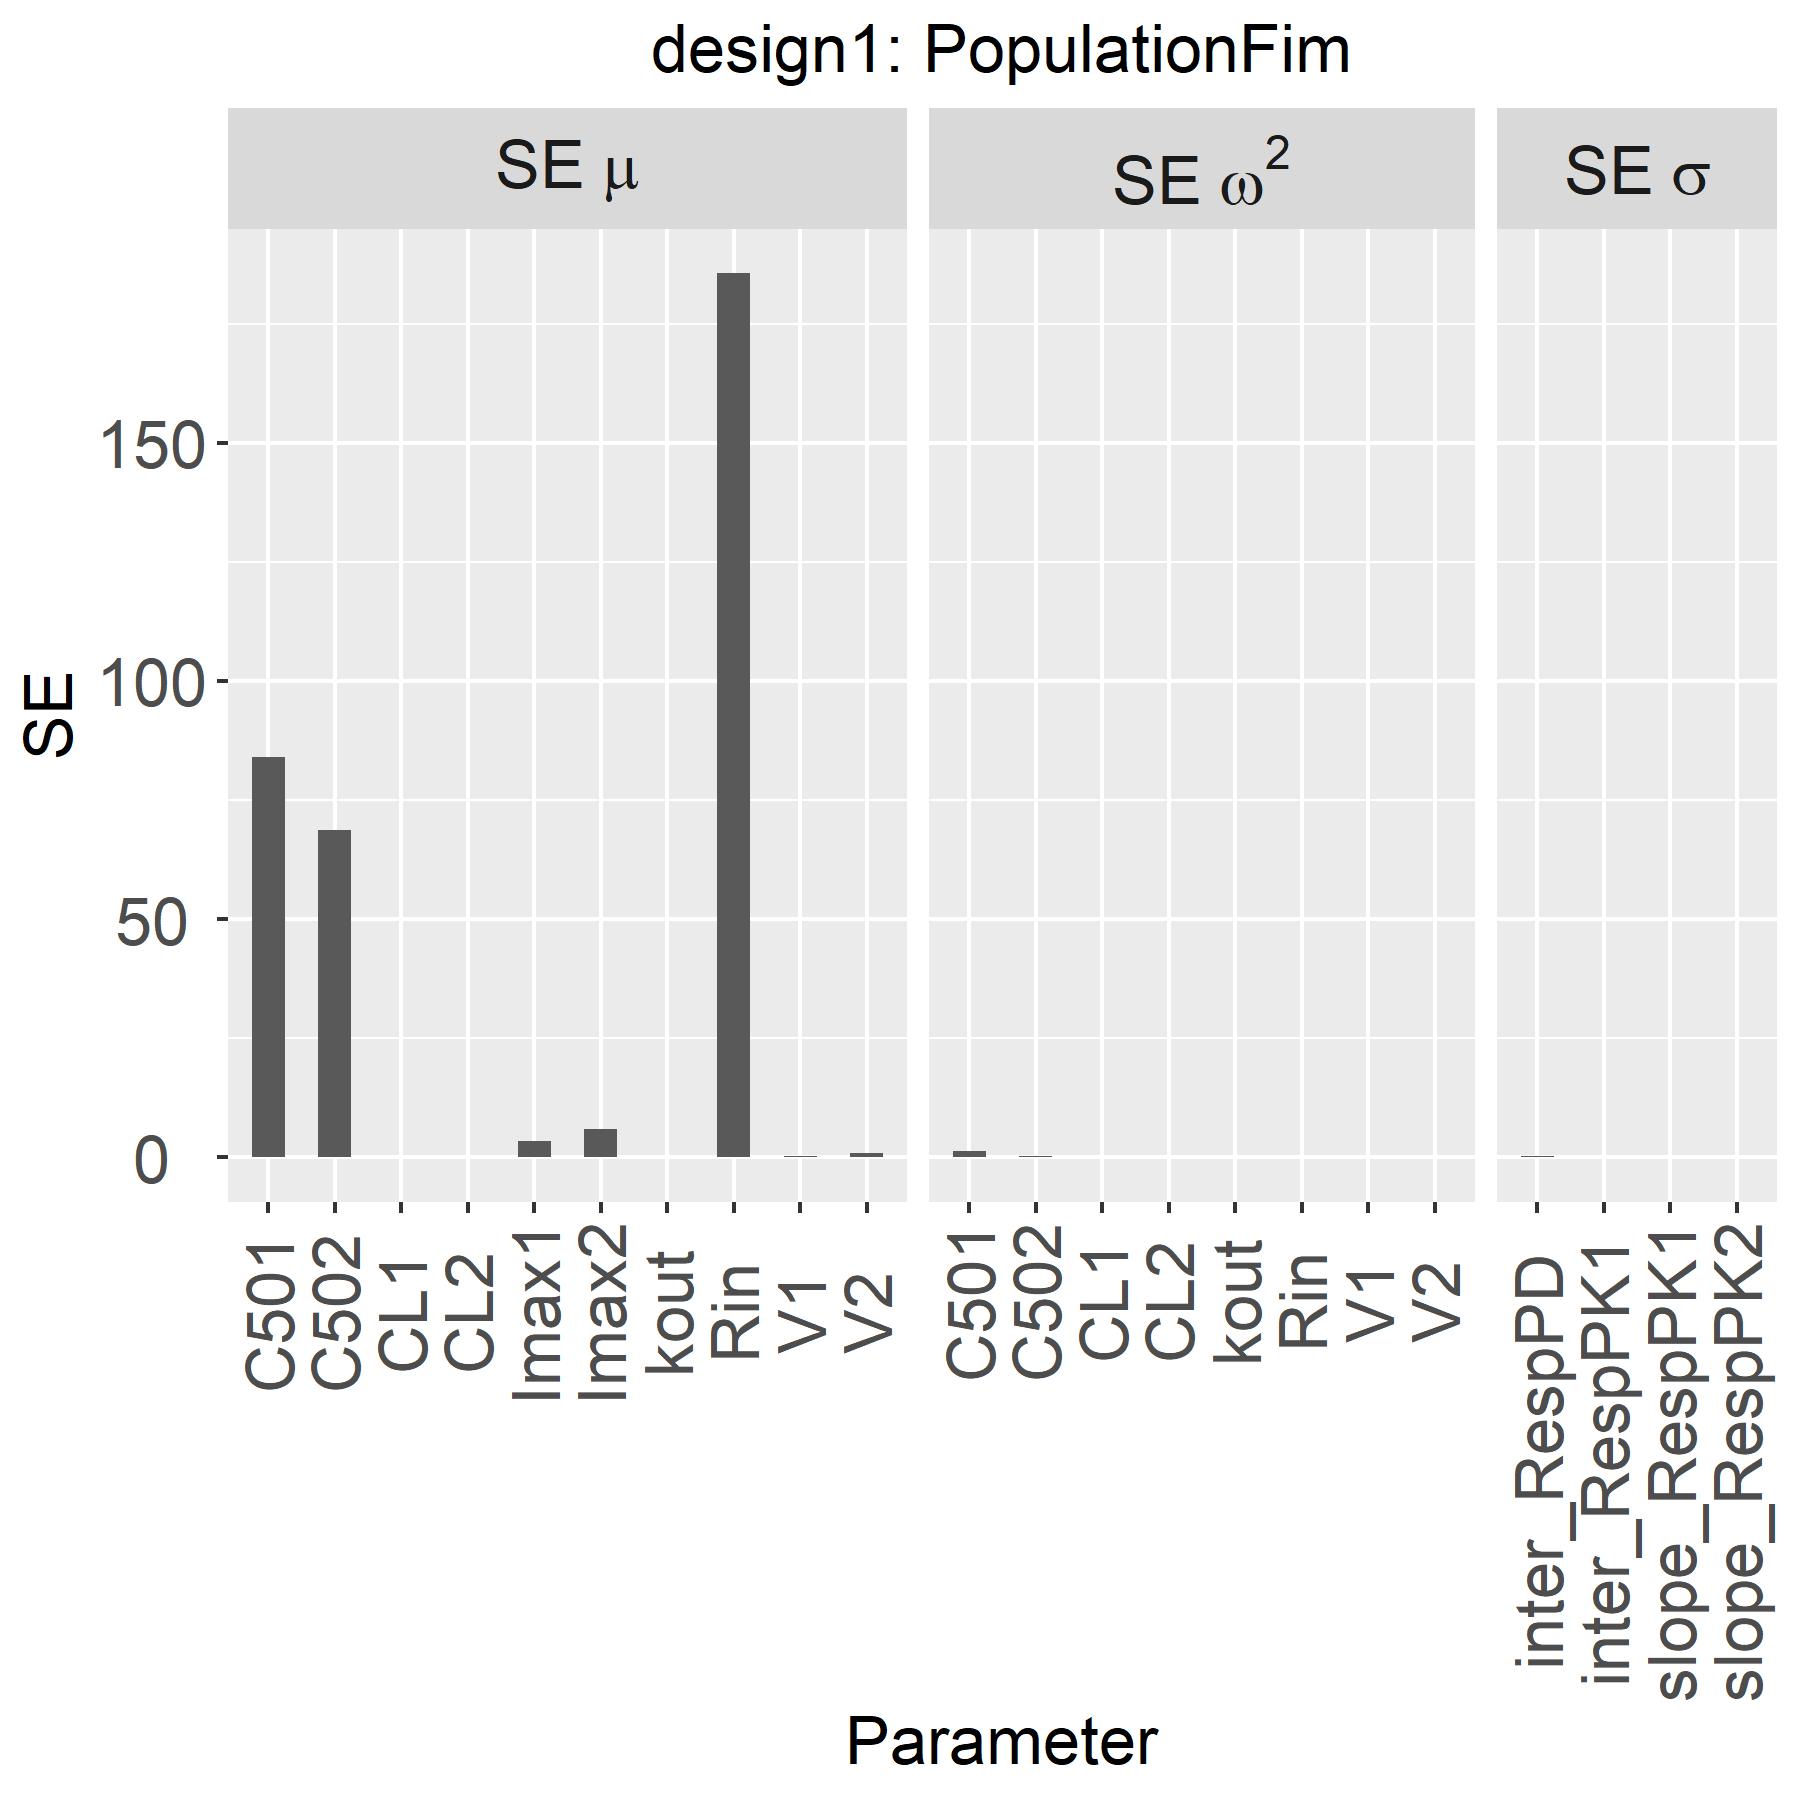 design1: PopulationFim
SE μ
SE ω²
SE σ
SE
150
100
50
0
C501
C502
CL1
CL2
Imax1
Imax2
kout
Rin
V1
V2
C501
C502
CL1
CL2
kout
Rin
V1
V2
inter_RespPD
inter_RespPK1
slope_RespPK1
slope_RespPK2
Parameter